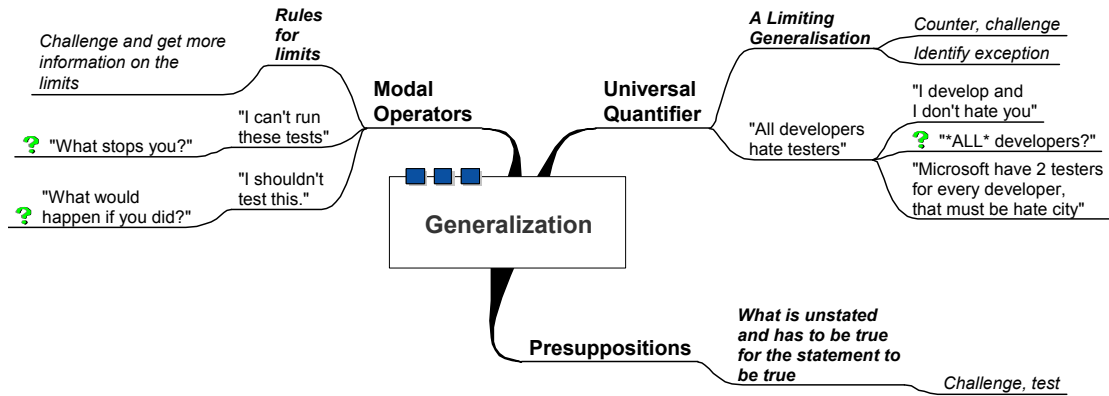 Generalization
Modal
Operators
Rules
for
limits
Challenge and get more
information on the
limits
"I can't run
these tests"
"What stops you?"
"I shouldn't
test this."
"What would
happen if you did?"
Universal
Quantifier
A Limiting
Generalisation
Counter, challenge
Identify exception
"All developers
hate testers"
"I develop and
I don't hate you"
"*ALL* developers?"
"Microsoft have 2 testers
for every developer,
that must be hate city"
Presuppositions
What is unstated
and has to be true
for the statement to
be true
Challenge, test